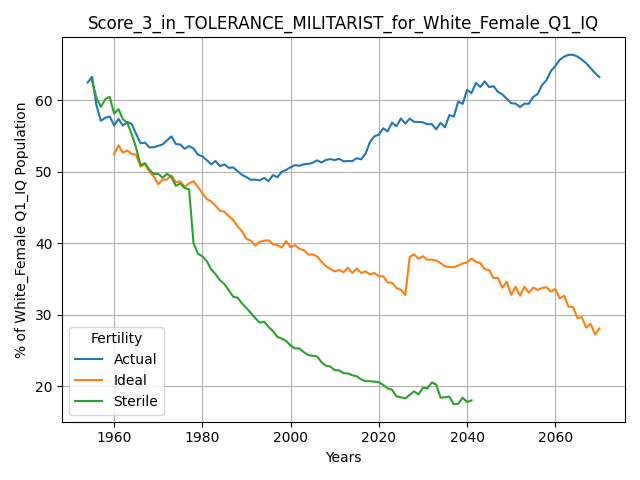 Score_3_in_TOLERANCE_MILITARIST_for_White_Female_Q1_IQ
% of White_Female Q1_IQ Population
60
50
40
30
20
Fertility
Actual
Ideal
Sterile
1960
1980
2000
2020
2040
2060
Years